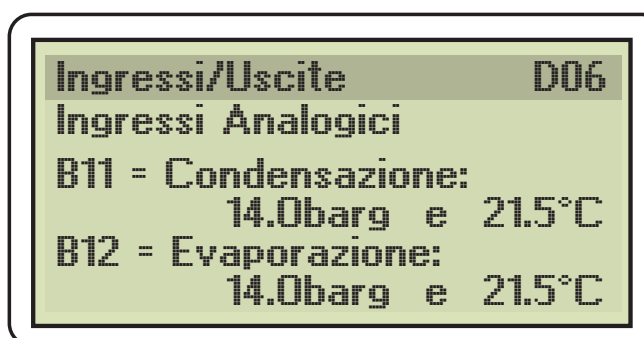 Ingressi/Uscite D06
Ingressi Analogici
B11 = Condensazione:
14.0barg e 21.5°C
B12 = Evaporazione:
14.0barg e 21.5°C